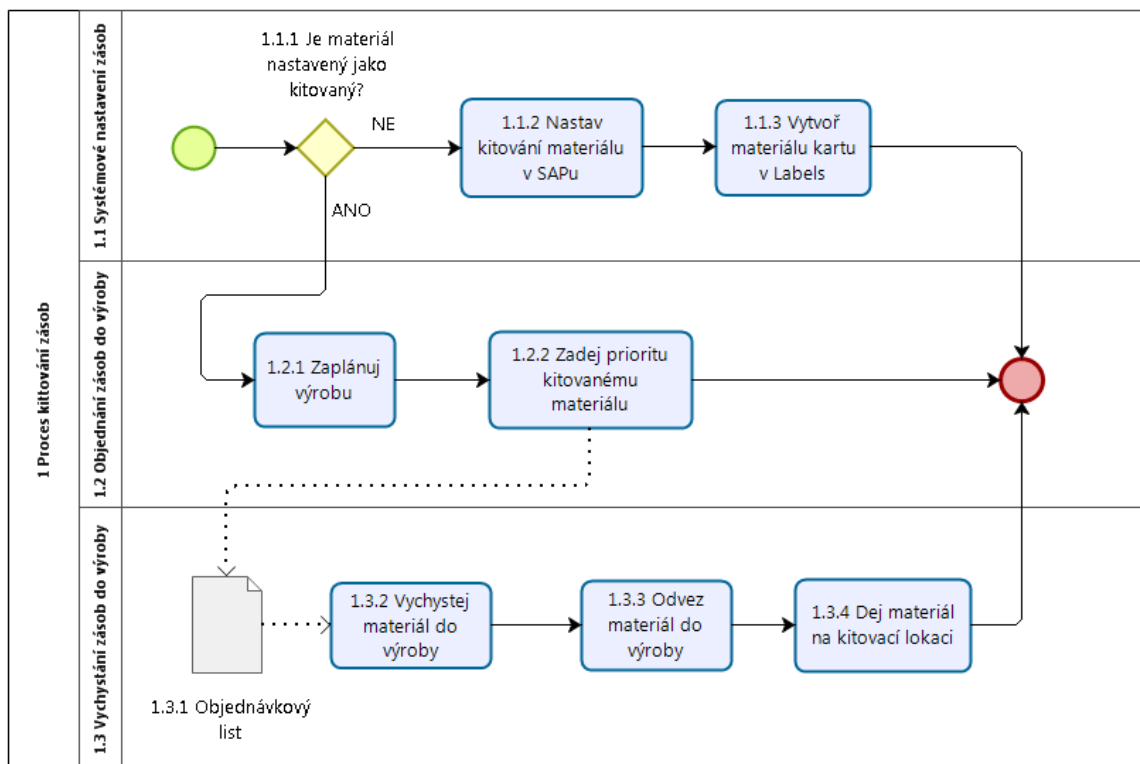 1 Proces kitování zásob
1.1 Systémové nastavení zásob
1.1.1 Je materiál
nastavený jako
kitovaný?
NE
ANO
1.1.2 Nastav
kitování materiálu
v SAPu
1.1.3 Vytvoř
materiálu kartu
v Labels
1.2 Objednání zásob do výroby
1.2.1 Zaplánuj
výrobu
1.2.2 Zadej prioritu
kitovanému
materiálu
1.3 Vychystání zásob do výroby
1.3.1 Objednávkový
list
1.3.2 Vychystej
materiál do
výroby
1.3.3 Odvez
materiál do
výroby
1.3.4 Dej materiál
na kitovací lokaci